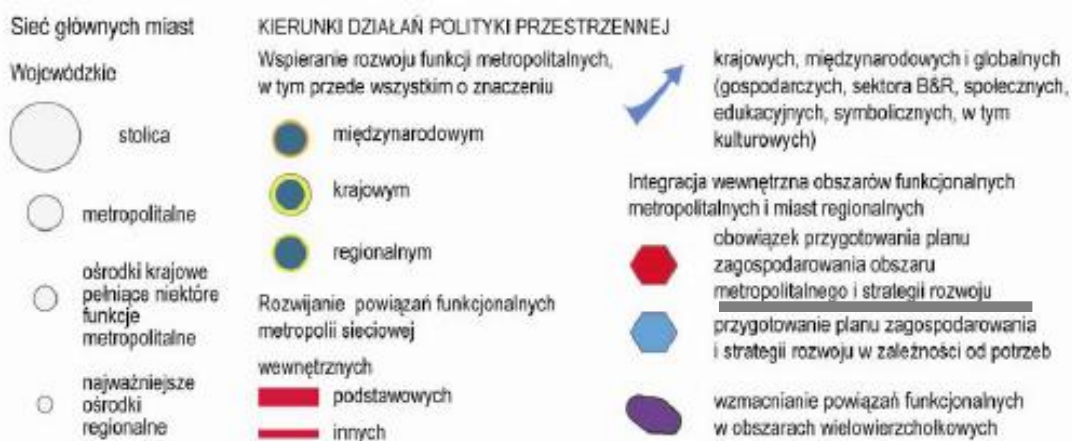 Sieć głównych miast
Wojewódzkie
stolica
metropolitalne
ośrodki krajowe
pełniące niektóre
funkcje
metropolitalne
najważniejsze
ośrodki
regionalne
KIERUNKI DZIAŁAŃ POLITYKI PRZESTRZENNEJ
Wspieranie rozwoju funkcji metropolitalnych,
w tym przede wszystkim o znaczeniu
międzynarodowym
krajowym
regionalnym
Rozwijanie powiązań funkcjonalnych
metropolii sieciowej
wewnętrznych
podstawowych
innych
krajowych, międzynarodowych i globalnych
(gospodarczych, sektora B&R, społecznych,
edukacyjnych, symbolicznych, w tym
kulturowych)
Integracja wewnętrzna obszarów funkcjonalnych
metropolitalnych i miast regionalnych
obowiązek przygotowania planu
zagospodarowania obszaru
metropolitalnego i strategii rozwoju
przygotowanie planu zagospodarowania
i strategii rozwoju w zależności od potrzeb
wzmacnianie powiązań funkcjonalnych
w obszarach wielowierzchołkowych